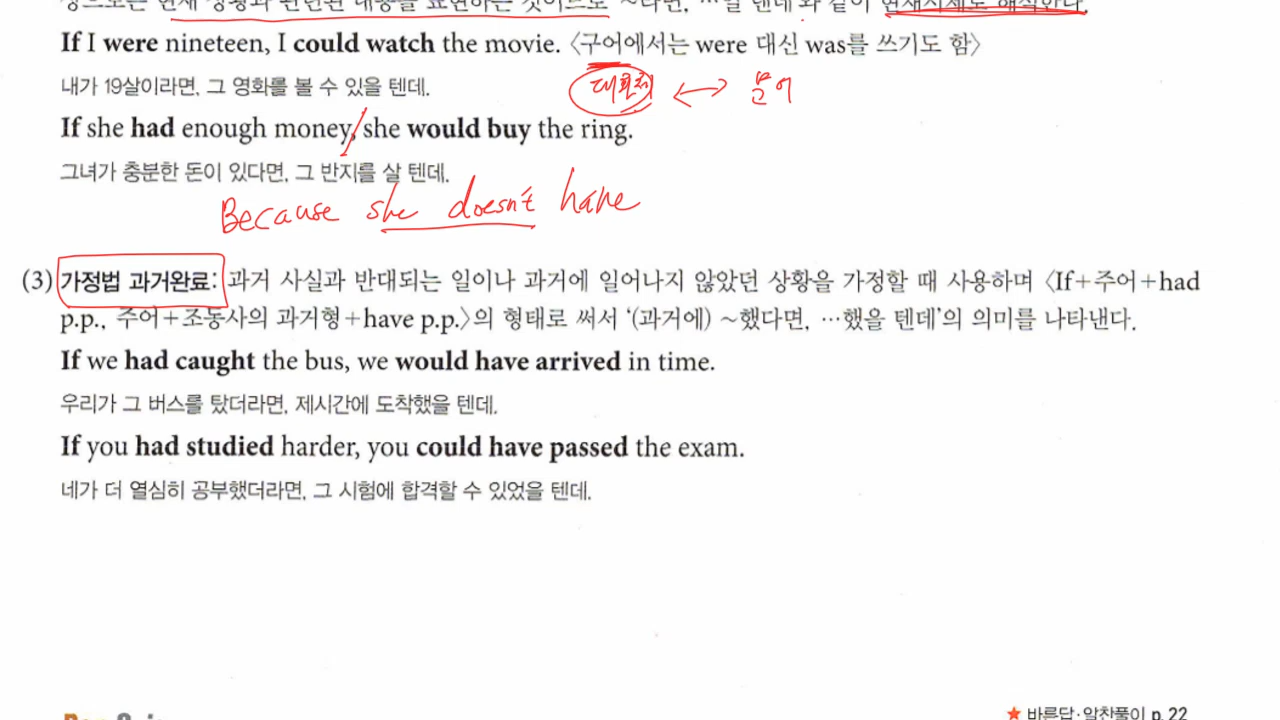 If I were nineteen, I could watch the movie. 〈구어에서는 were 대신 was를 쓰기도 함〉
내가 19살이라면, 그 영화를 볼 수 있을 텐데.
문어
If she had enough money, she would buy the ring.
그녀가 충분한 돈이 있다면, 그 반지를 살 텐데.
Because she doesn't have
(3) 가정법 과거완료: 과거 사실과 반대되는 일이나 과거에 일어나지 않았던 상황을 가정할 때 사용하며 〈If+주어+had
p.p., 주어+조동사의 과거형+have p.p.〉의 형태로 써서 '(과거에) ~했다면, …했을 텐데'의 의미를 나타낸다.
If we had caught the bus, we would have arrived in time.
우리가 그 버스를 탔더라면, 제시간에 도착했을 텐데.
If you had studied harder, you could have passed the exam.
네가 더 열심히 공부했더라면, 그 시험에 합격할 수 있었을 텐데.
★ 바른답·알찬풀이 p. 22